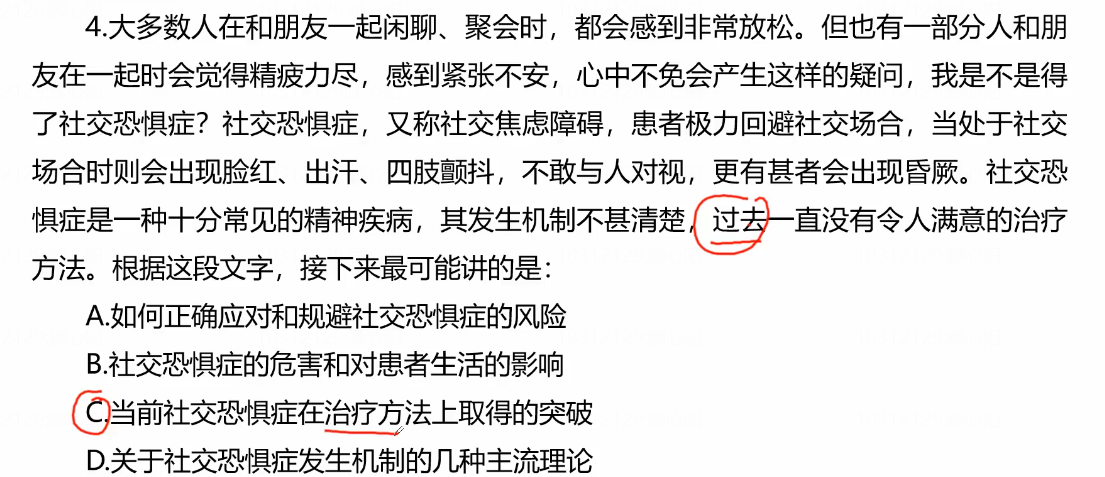 4.大多数人在和朋友一起闲聊、聚会时，都会感到非常放松。但也有一部分人和朋
友在一起时会觉得精疲力尽，感到紧张不安，心中不免会产生这样的疑问，我是不是得
了社交恐惧症？社交恐惧症，又称社交焦虑障碍，患者极力回避社交场合，当处于社交
场合时则会出现脸红、出汗、四肢颤抖，不敢与人对视，更有甚者会出现昏厥。社交恐
惧症是一种十分常见的精神疾病，其发生机制不甚清楚，过去一直没有令人满意的治疗
方法。根据这段文字，接下来最可能讲的是：
A.如何正确应对和规避社交恐惧症的风险
B.社交恐惧症的危害和对患者生活的影响
C.当前社交恐惧症在治疗方法上取得的突破
D.关于社交恐惧症发生机制的几种主流理论